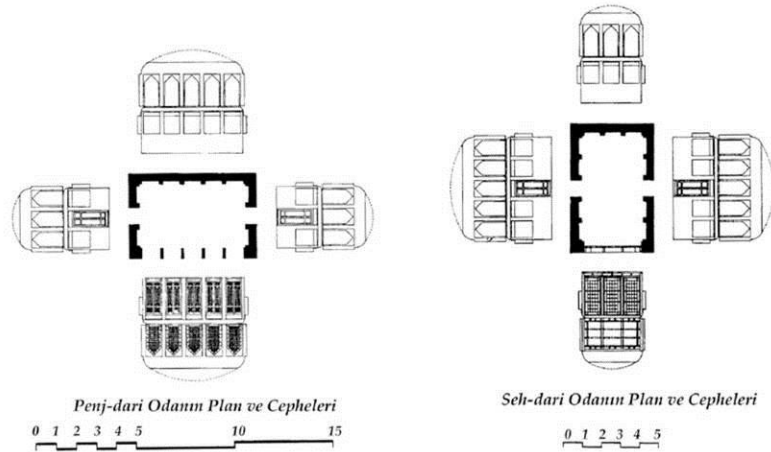 Penj-dari Odanın Plan ve Cepheleri
0 1 2 3 4 5 10 15
Seh-dari Odanın Plan ve Cepheleri
0 1 2 3 4 5